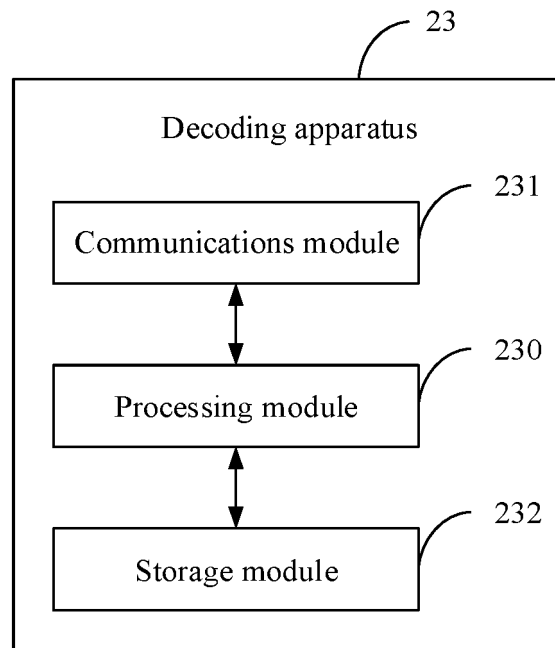 23
Decoding apparatus
231
Communications module
230
Processing module
232
Storage module